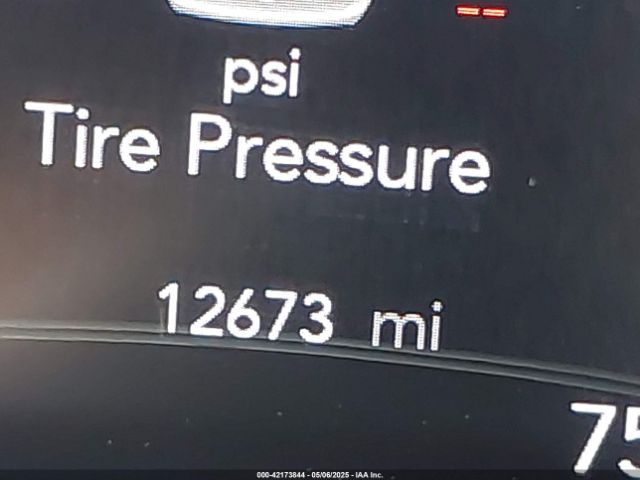 --
psi
Tire Pressure
12673 mi
75
000-42173844 - 05/06/2025 - IAA Inc.